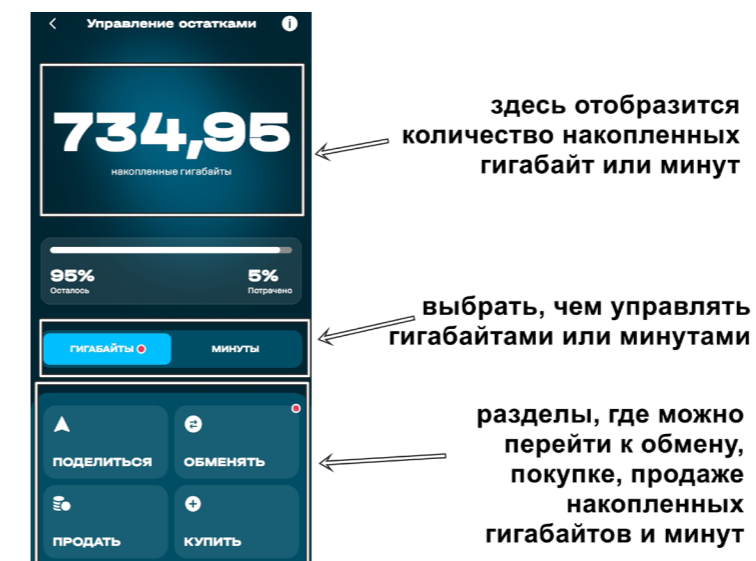 Управление остатками
734,95
накопленные гигабайты
95%
Осталось
5%
Потрачено
ГИГАБАЙТЫ
МИНУТЫ
ПОДЕЛИТЬСЯ
ОБМЕНЯТЬ
ПРОДАТЬ
КУПИТЬ
здесь отобразится
количество накопленных
гигабайт или минут
выбрать, чем управлять
гигабайтами или минутами
разделы, где можно
перейти к обмену,
покупке, продаже
накопленных
гигабайтов и минут